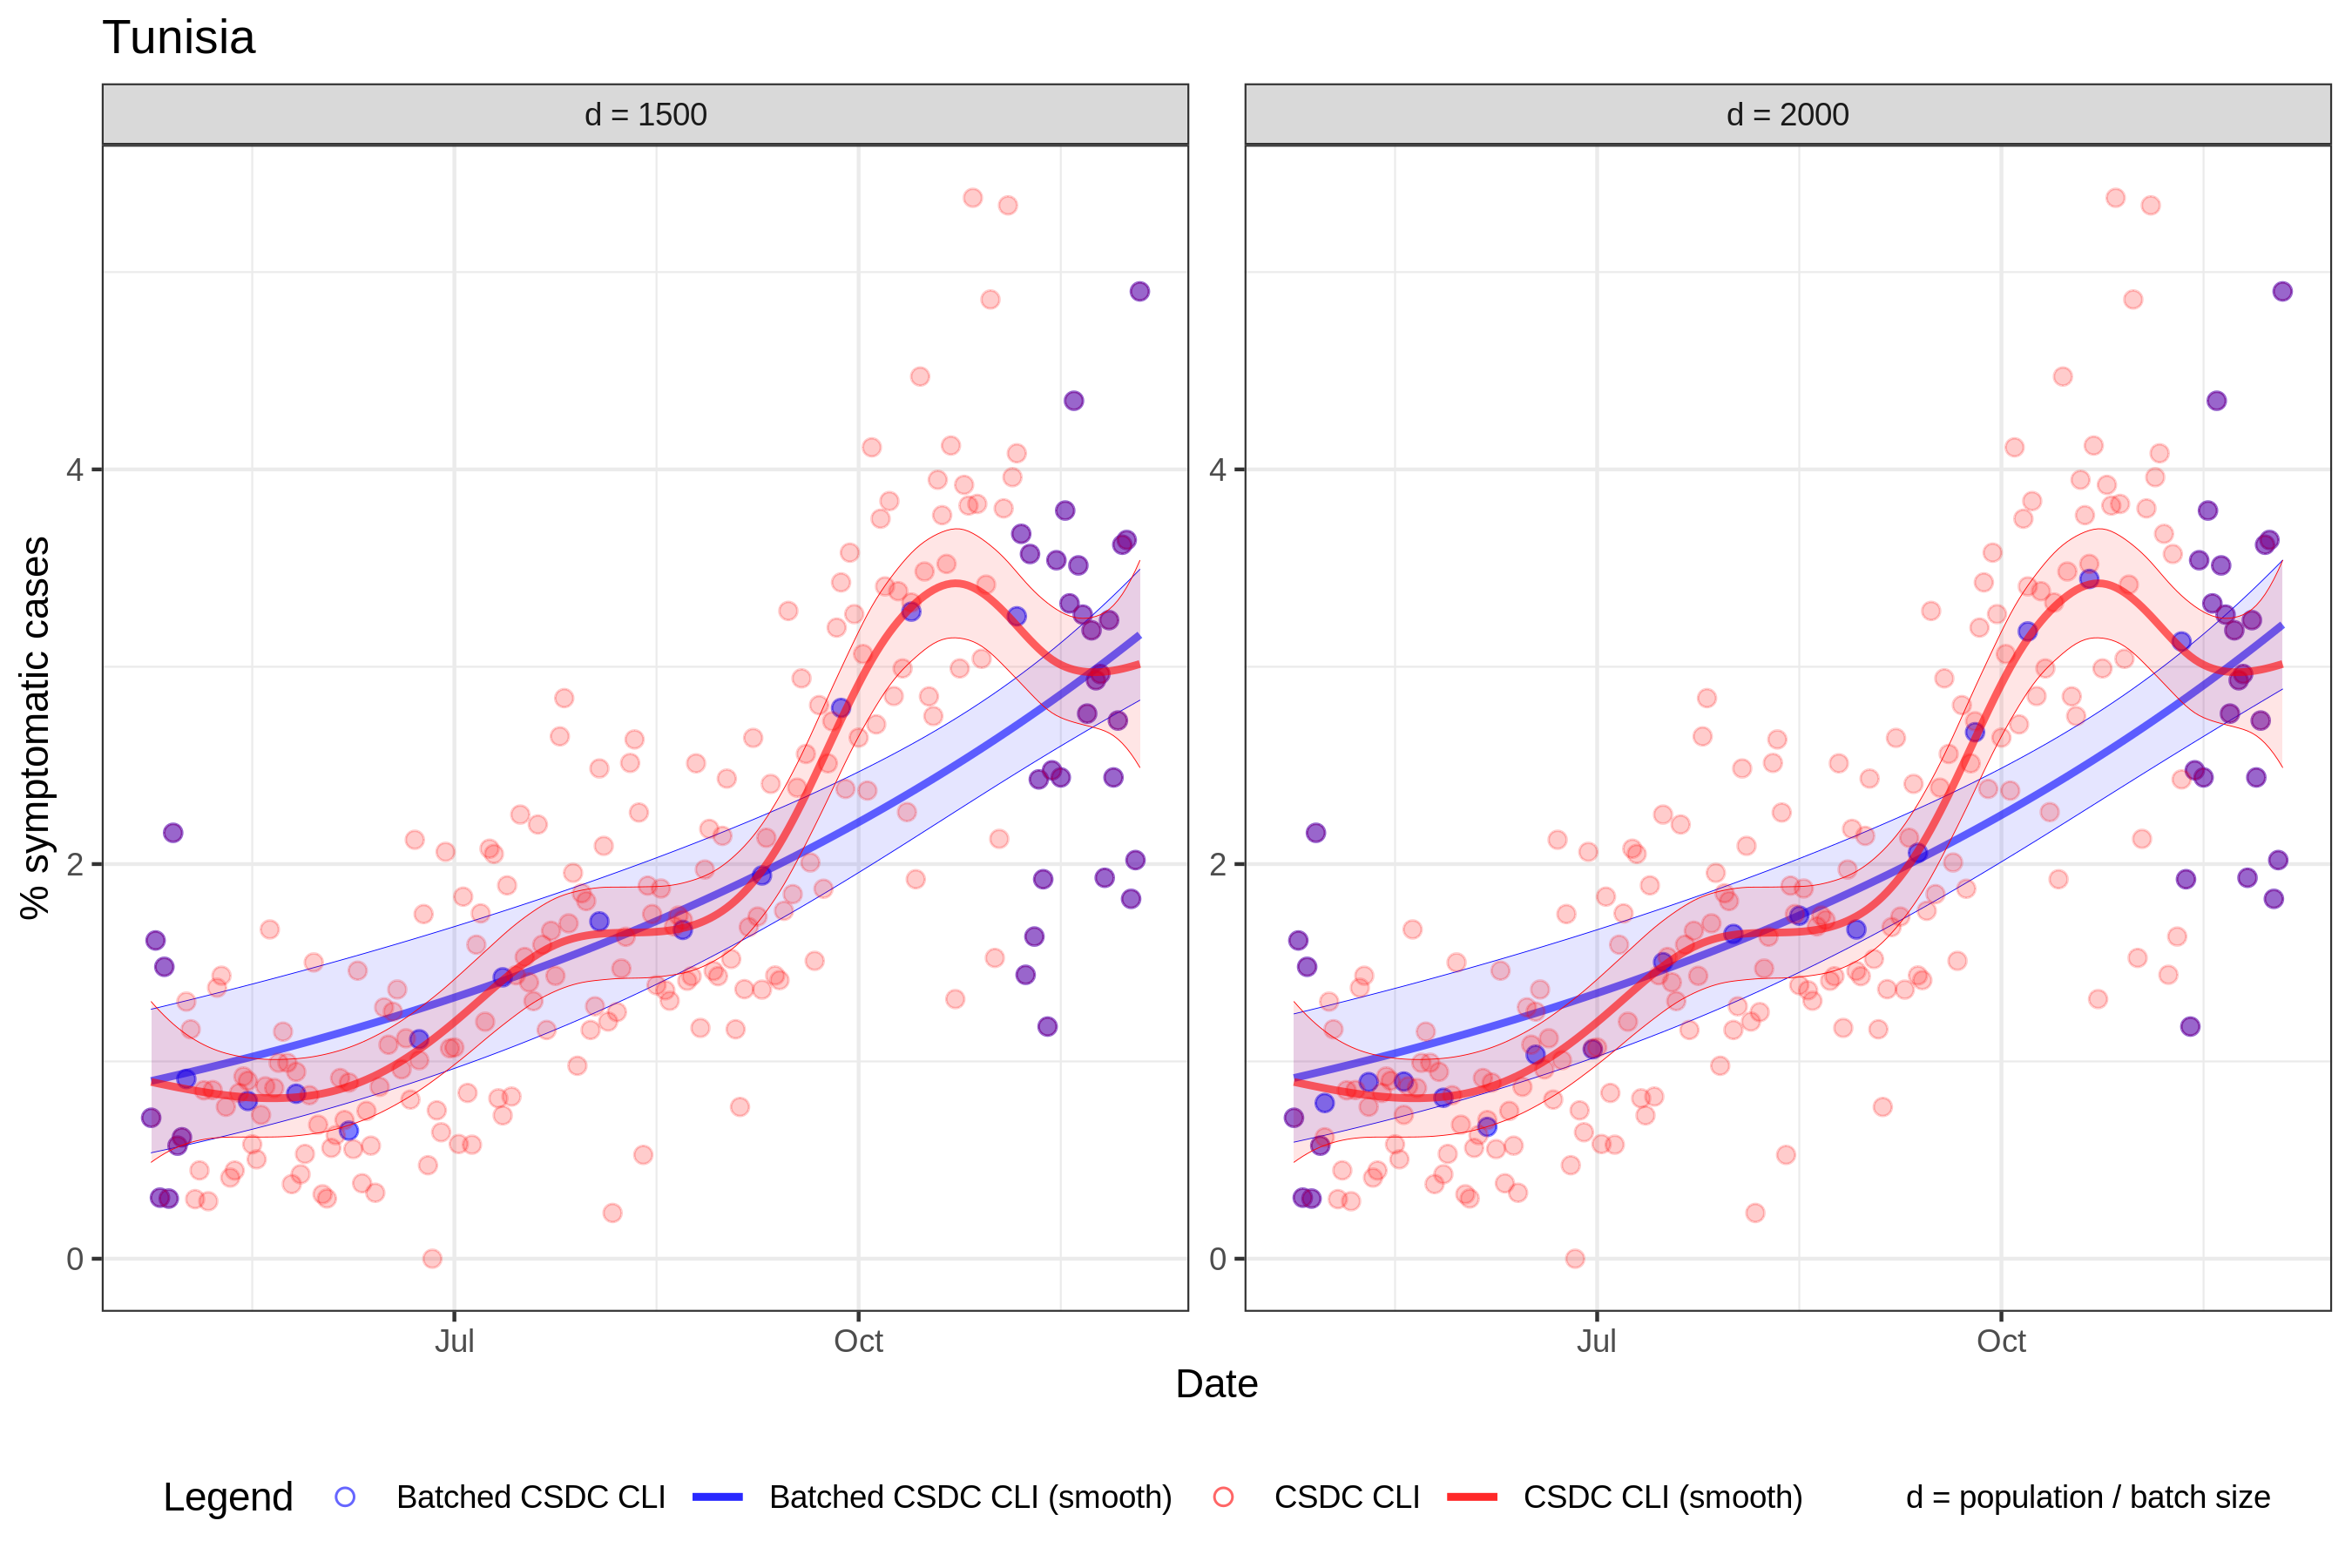 Tunisia
d = 1500
d = 2000
% symptomatic cases
4
2
0
4
2
0
Jul
Oct
Jul
Oct
Date
Legend
Batched CSDC CLI
Batched CSDC CLI (smooth)
CSDC CLI
CSDC CLI (smooth)
d = population / batch size